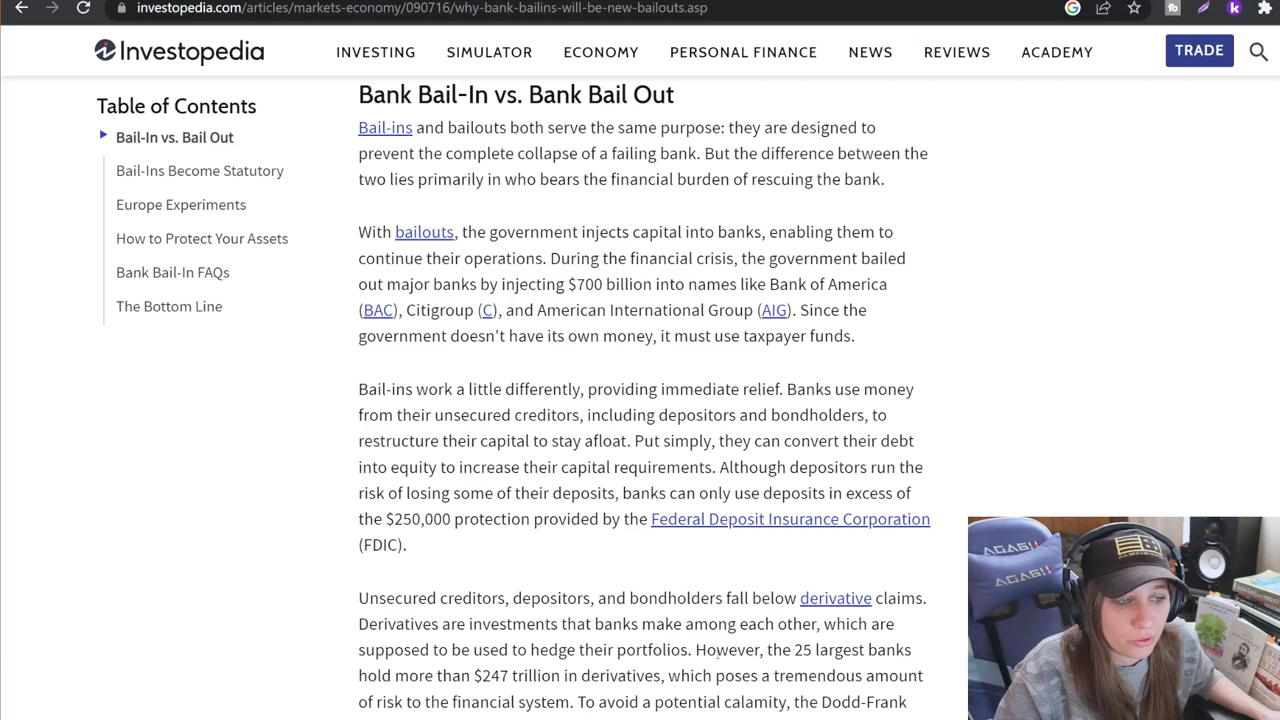 investopedia.com/articles/markets-economy/090716/why-bank-bailins-will-be-new-bailouts.asp
Investopedia
INVESTING SIMULATOR ECONOMY PERSONAL FINANCE NEWS REVIEWS ACADEMY TRADE
Table of Contents
Bail-In vs. Bail Out
Bail-Ins Become Statutory
Europe Experiments
How to Protect Your Assets
Bank Bail-In FAQs
The Bottom Line
Bank Bail-In vs. Bank Bail Out
Bail-ins and bailouts both serve the same purpose: they are designed to
prevent the complete collapse of a failing bank. But the difference between the
two lies primarily in who bears the financial burden of rescuing the bank.
With bailouts, the government injects capital into banks, enabling them to
continue their operations. During the financial crisis, the government bailed
out major banks by injecting $700 billion into names like Bank of America
(BAC), Citigroup (C), and American International Group (AIG). Since the
government doesn't have its own money, it must use taxpayer funds.
Bail-ins work a little differently, providing immediate relief. Banks use money
from their unsecured creditors, including depositors and bondholders, to
restructure their capital to stay afloat. Put simply, they can convert their debt
into equity to increase their capital requirements. Although depositors run the
risk of losing some of their deposits, banks can only use deposits in excess of
the $250,000 protection provided by the Federal Deposit Insurance Corporation
(FDIC).
Unsecured creditors, depositors, and bondholders fall below derivative claims.
Derivatives are investments that banks make among each other, which are
supposed to be used to hedge their portfolios. However, the 25 largest banks
hold more than $247 trillion in derivatives, which poses a tremendous amount
of risk to the financial system. To avoid a potential calamity, the Dodd-Frank